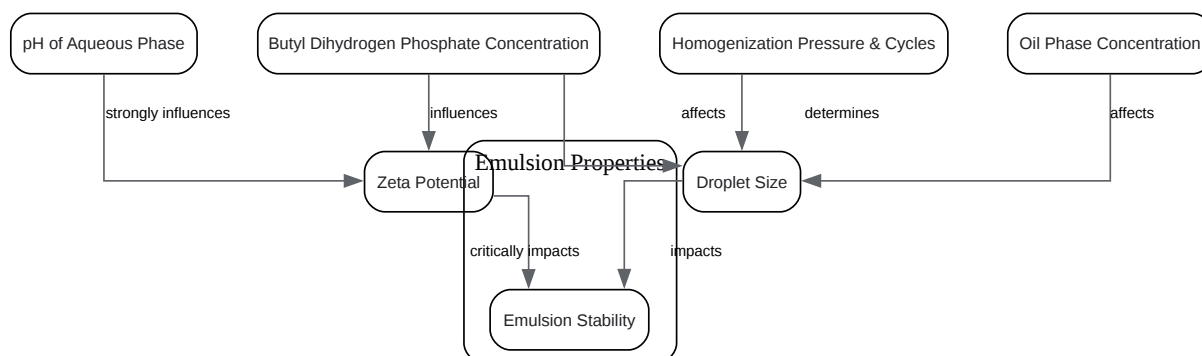 pH of Aqueous Phase
Butyl Dihydrogen Phosphate Concentration
Homogenization Pressure & Cycles
Oil Phase Concentration
strongly influences
influences
affects
determines
affects
Emulsion Properties
Zeta Potential
Droplet Size
critically impacts
impacts
Emulsion Stability